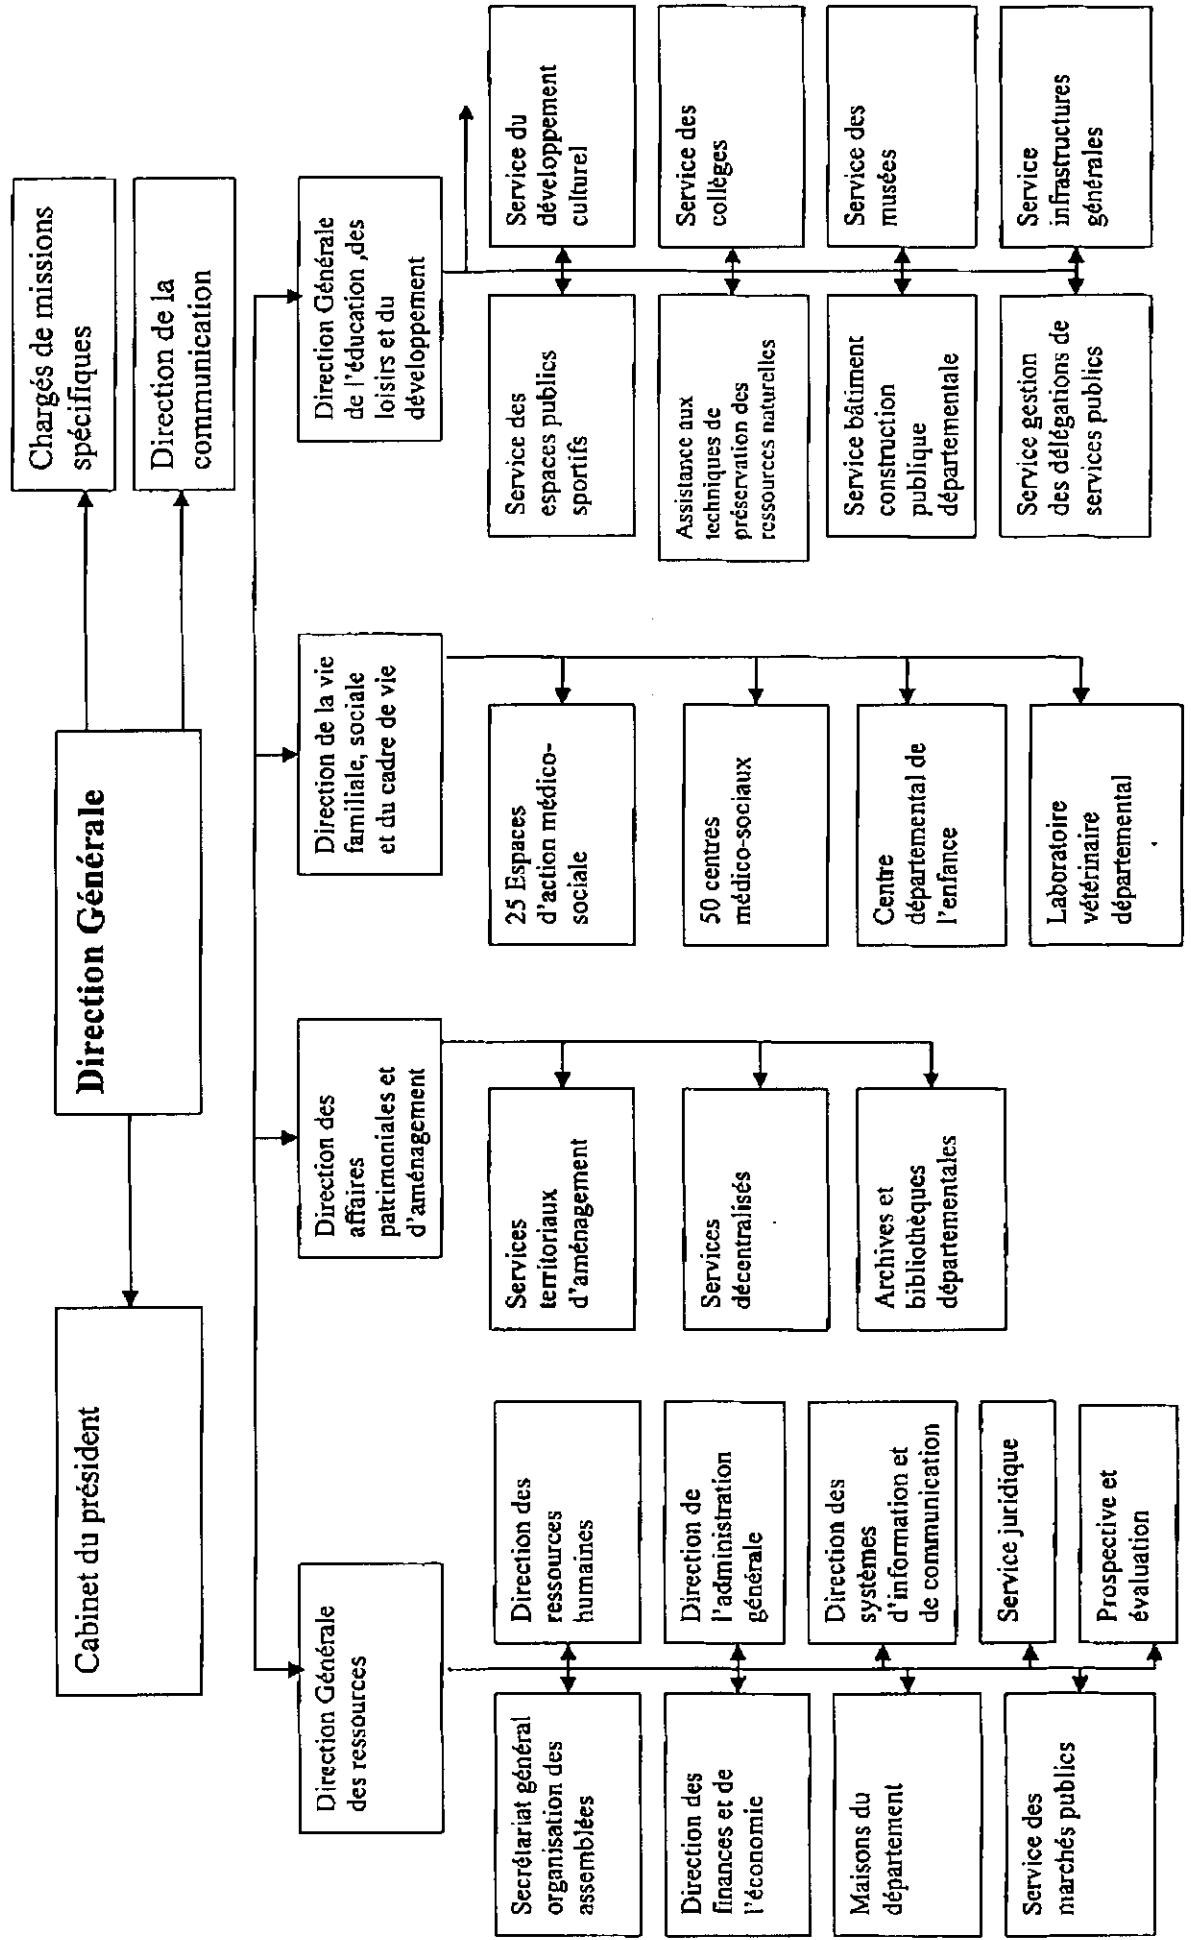 Cabinet du président
Direction Générale
Chargés de missions
spécifiques
Direction de la
communication
Direction Générale
des ressources
Direction des
affaires
patrimoniales et
d'aménagement
Direction de la vie
familiale, sociale
et du cadre de vie
Direction Générale
de l'éducation ,des
loisirs et du
développement
Secrétariat général
organisation des
assemblées
Direction des
ressources
humaines
Direction des
finances et de
l'économie
Direction de
l'administration
générale
Maisons du
département
Direction des
systèmes
d'information et
de communication
Service des
marchés publics
Service juridique
Prospective et
évaluation
Services
territoriaux
d'aménagement
Services
décentralisés
Archives et
bibliothèques
départementales
25 Espaces
d'action médico-
sociale
50 centres
médico-sociaux
Centre
départemental de
l'enfance
Laboratoire
vétérinaire
départemental
Service des
espaces publics
sportifs
Service du
développement
culturel
Assistance aux
techniques de
préservation des
ressources naturelles
Service des
collèges
Service bâtiment
construction
publique
départementale
Service des
musées
Service gestion
des délégations de
services publics
Service
infrastructures
générales